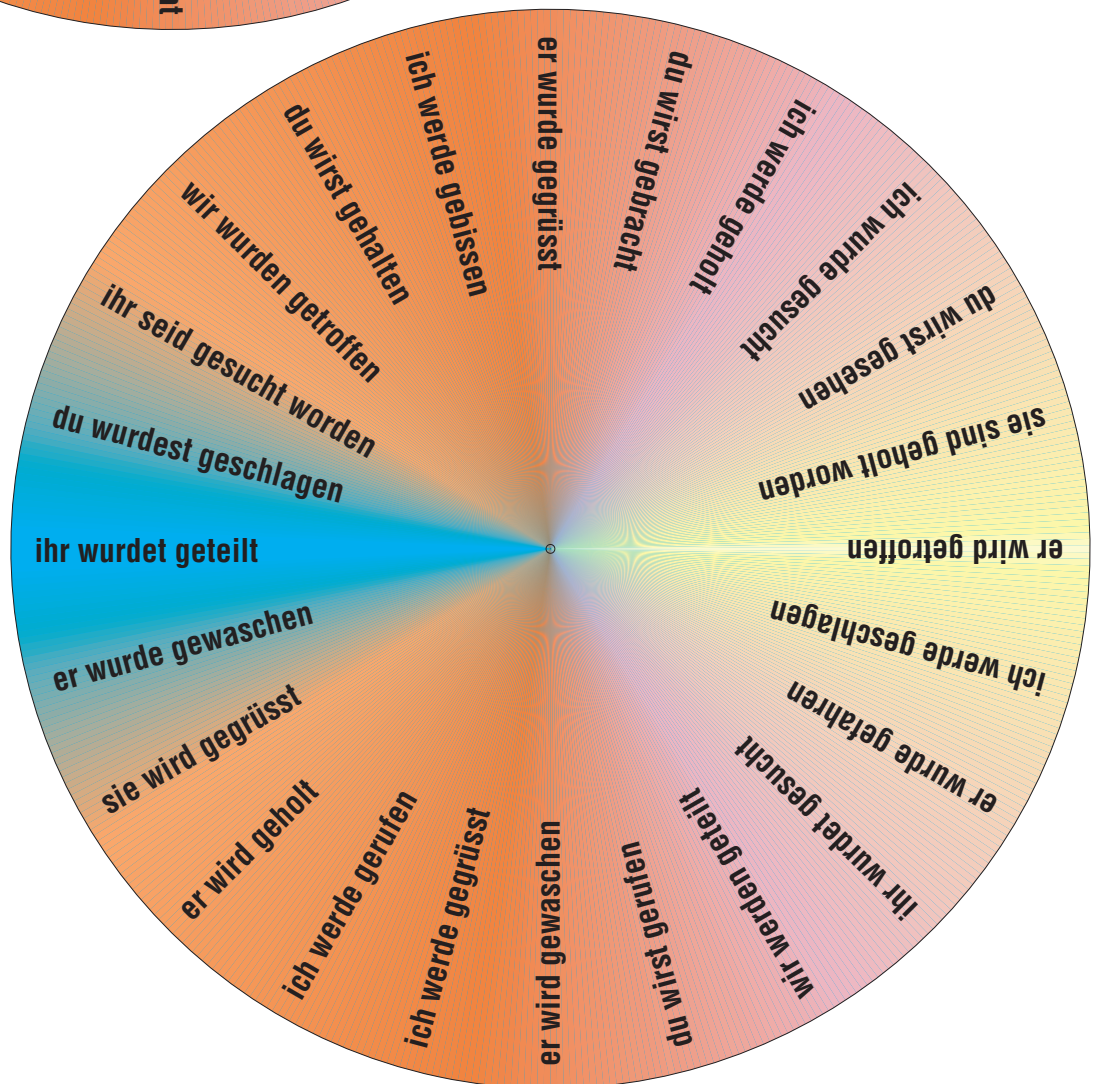 nt
er wurde gegrüsst
du wirst gebracht
ich werde geholt
ich wurde gesucht
du wirst gesehen
sie sind geholt worden
er wird getroffen
ich werde geschlagen
er wurde gefahren
ihr wurdet gesucht
wir werden geteilt
du wirst gerufen
er wird gewaschen
ich werde gegrüsst
ich werde gerufen
er wird geholt
sie wird gegrüsst
er wurde gewaschen
ihr wurdet geteilt
du wurdest geschlagen
ihr seid gesucht worden
wir wurden getroffen
du wirst gehalten
ich werde gebissen